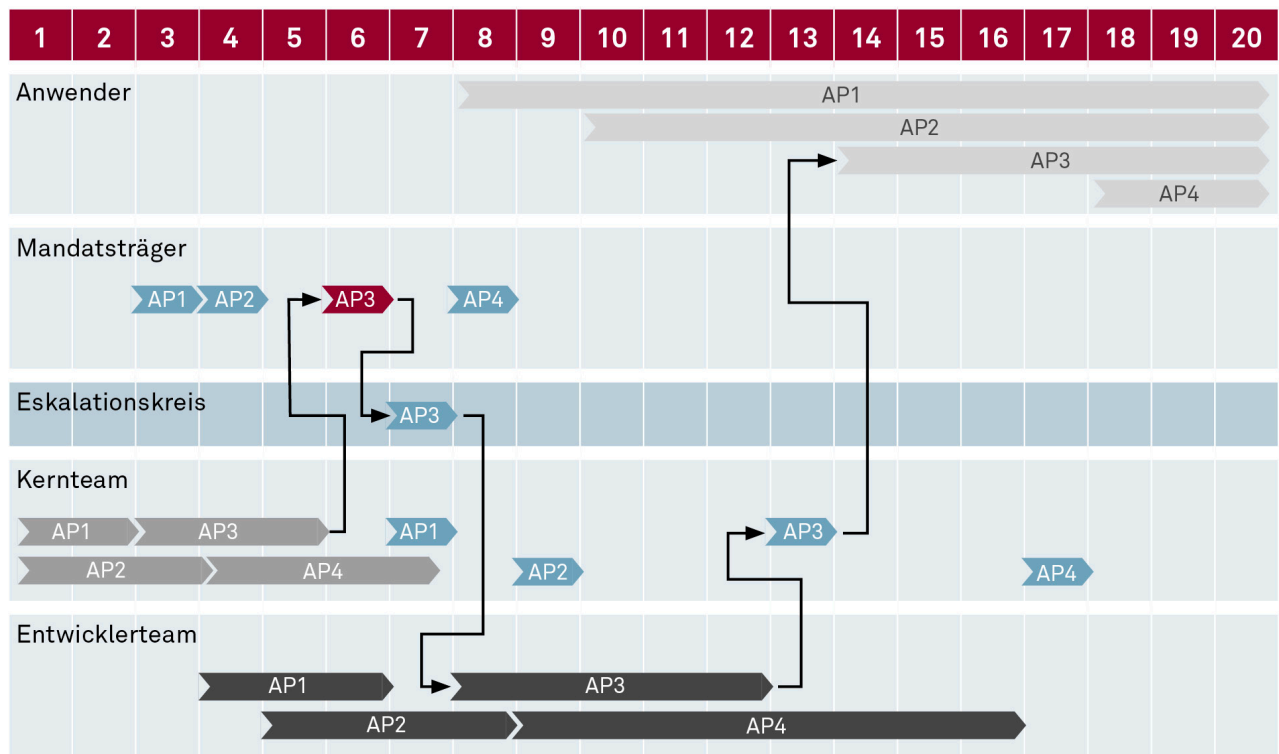 1 2 3 4 5 6 7 8 9 10 11 12 13 14 15 16 17 18 19 20
Anwender
AP1
AP2
AP3
AP4
Mandatsträger
AP1 AP2 AP3 AP4
Eskalationskreis
AP3
Kernteam
AP1 AP3 AP1 AP3
AP2 AP4 AP2 AP4
Entwicklerteam
AP1 AP3
AP2 AP4